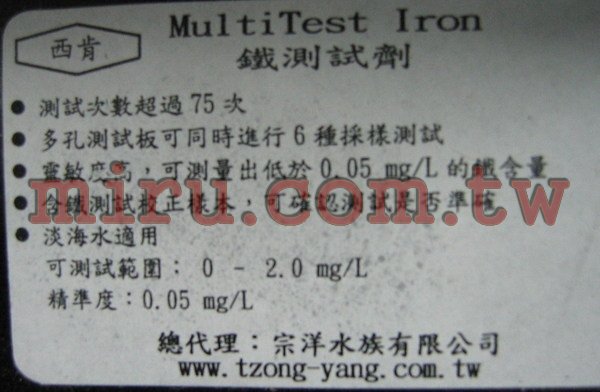 西肯
MultiTest Iron
鐵測試劑
● 測試次數超過 75 次
● 多孔測試板可同時進行 6 種採樣測試
● 靈敏度高，可測量出低於 0.05 mg/L 的鐵含量
miru.com.tw
● 含鐵測試校正樣本，可確認測試是否準確
● 淡海水適用
可測試範圍： 0 - 2.0 mg/L
精準度：0.05 mg/L
總代理：宗洋水族有限公司
www.tzong-yang.com.tw